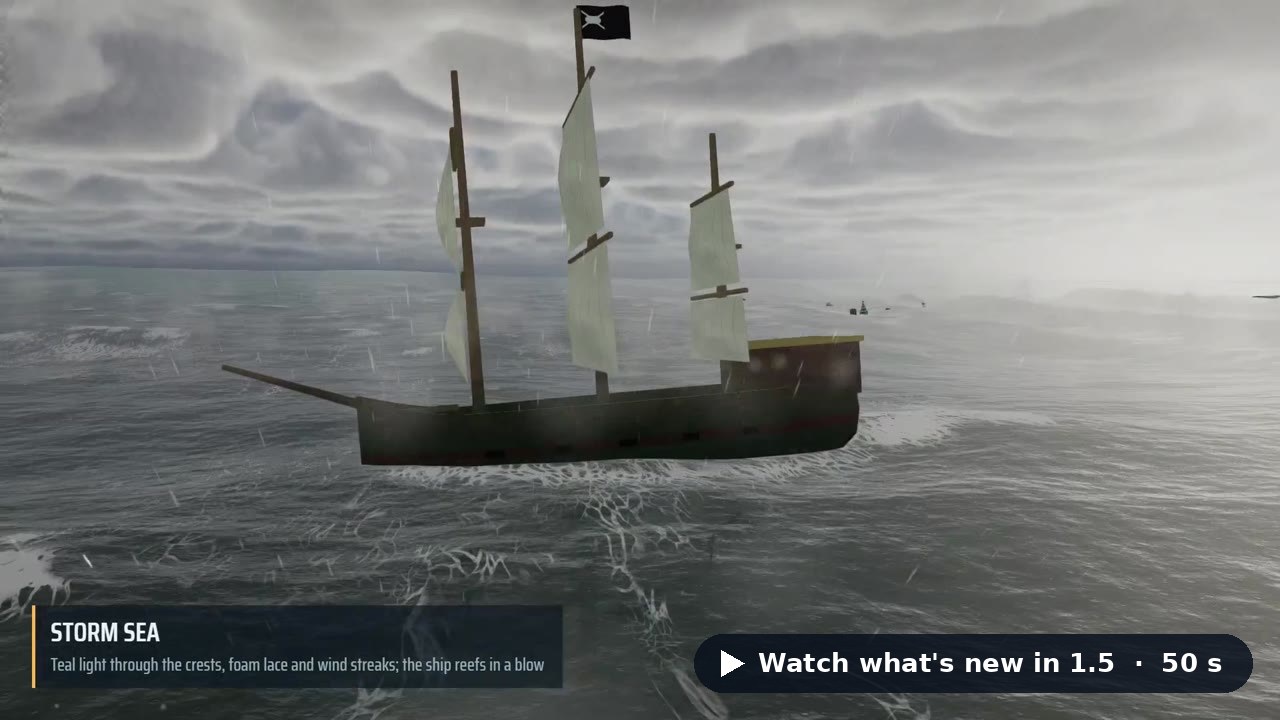 STORM SEA
Teal light through the crests, foam lace and wind streaks; the ship reefs in a blow
Watch what's new in 1.5 · 50 s